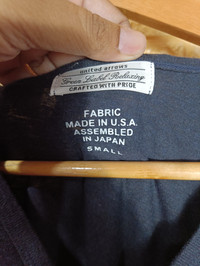 united arrows
Green Label Relaxing
CRAFTED WITH PRIDE
FABRIC
MADE IN U.S.A.
ASSEMBLED
IN JAPAN
SMALL